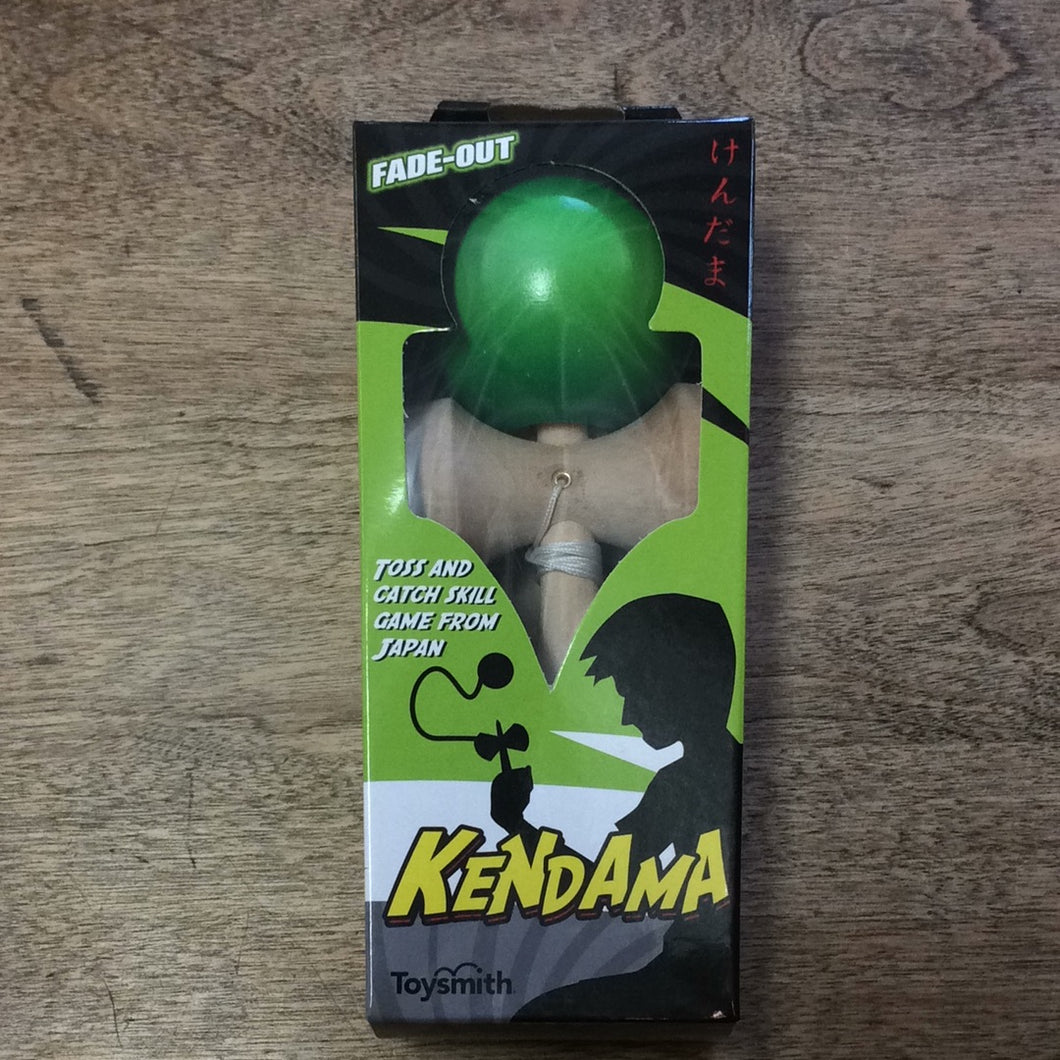 FADE-OUT
けんだま
TOSS AND
CATCH SKILL
GAME FROM
JAPAN
KENDAMA
Toysmith